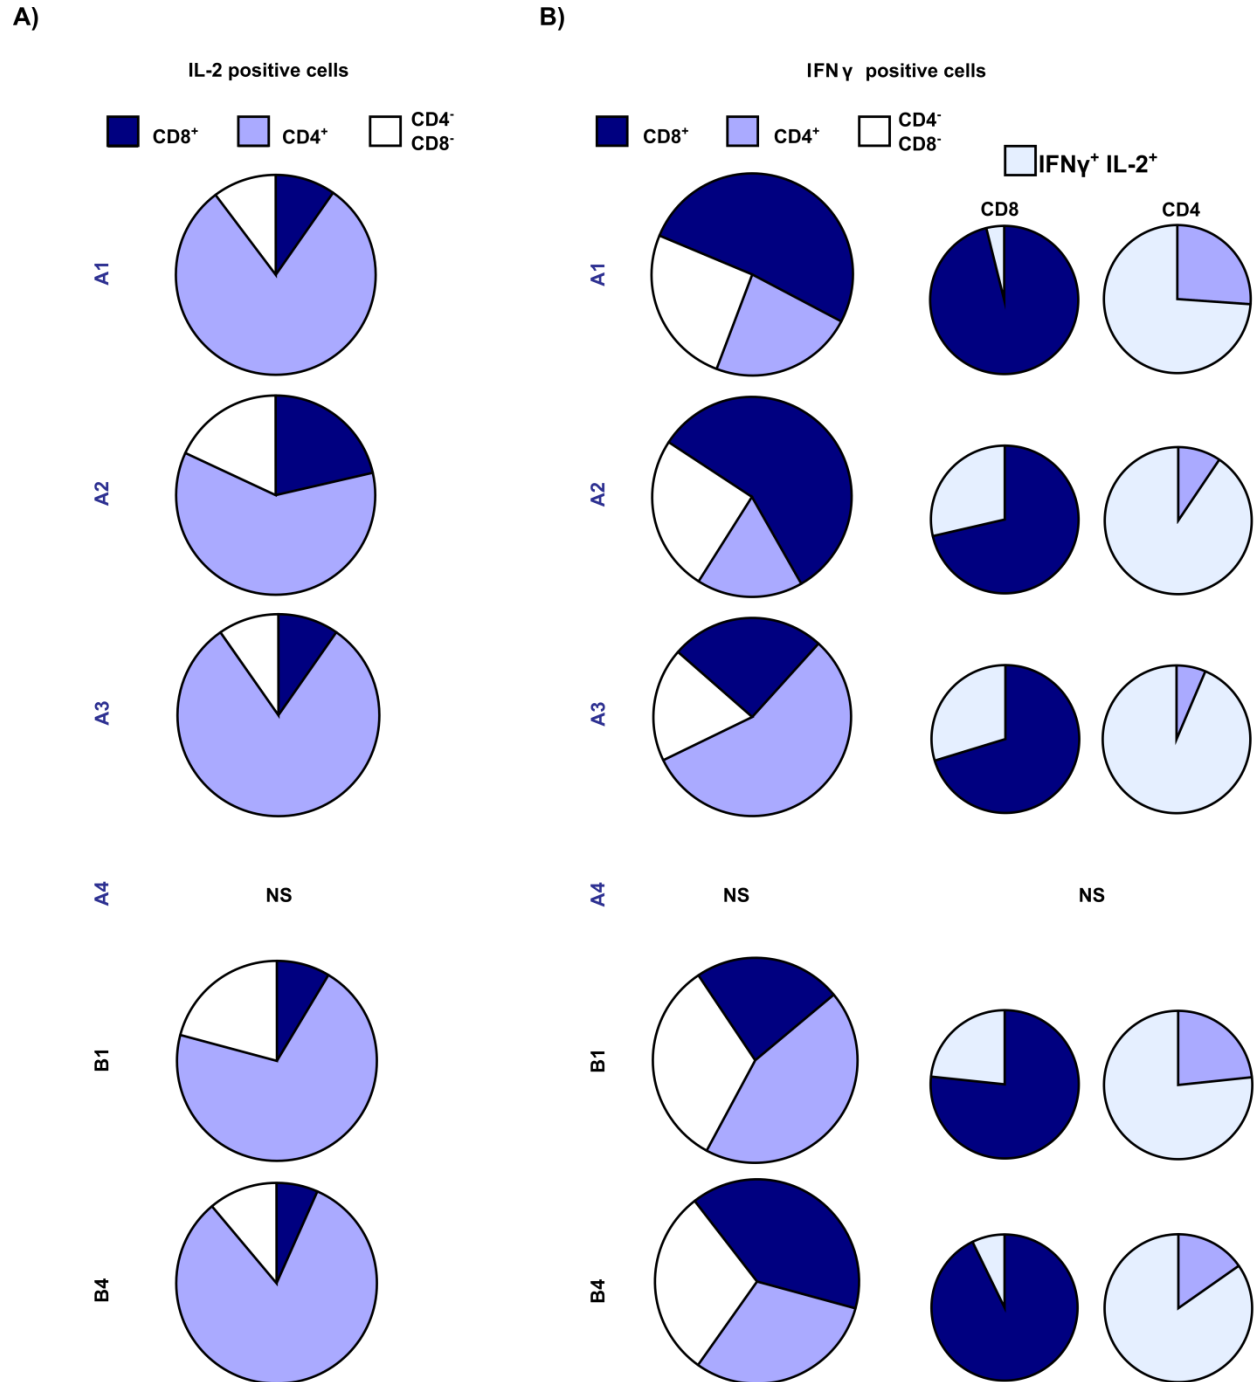 A)
B)
IL-2 positive cells
IFN γ positive cells
CD8⁺
CD4⁺
CD4⁻
CD8⁻
CD8⁺
CD4⁺
CD4⁻
CD8⁻
IFNγ⁺ IL-2⁺
CD8
CD4
A1
A1
A2
A2
A3
A3
A4
NS
A4
NS
NS
B1
B1
B4
B4